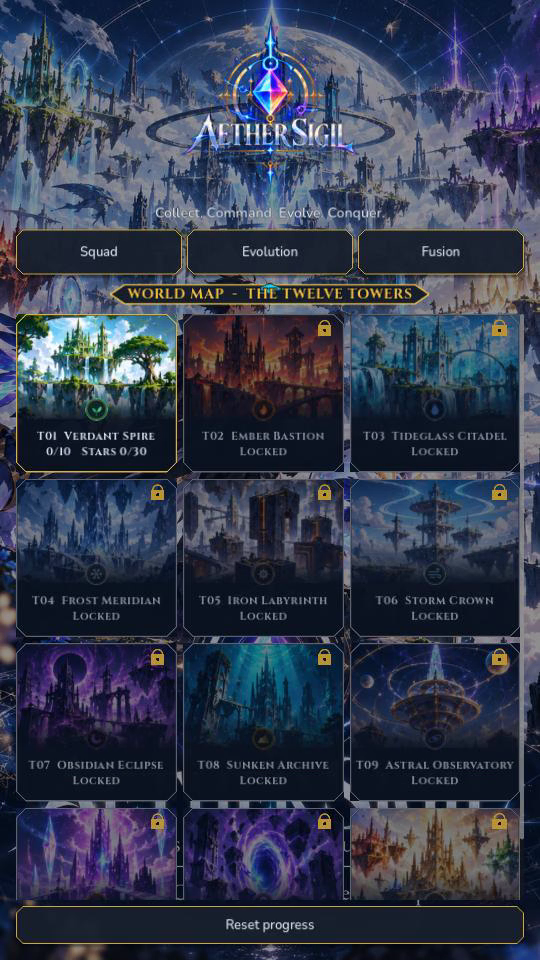 AETHERSIGIL
Collect. Command. Evolve. Conquer.
Squad
Evolution
Fusion
WORLD MAP - THE TWELVE TOWERS
T01 VERDANT SPIRE
0/10 STARS 0/30
T02 EMBER BASTION
LOCKED
T03 TIDEGLASS CITADEL
LOCKED
T04 FROST MERIDIAN
LOCKED
T05 IRON LABYRINTH
LOCKED
T06 STORM CROWN
LOCKED
T07 OBSIDIAN ECLIPSE
LOCKED
T08 SUNKEN ARCHIVE
LOCKED
T09 ASTRAL OBSERVATORY
LOCKED
Reset progress